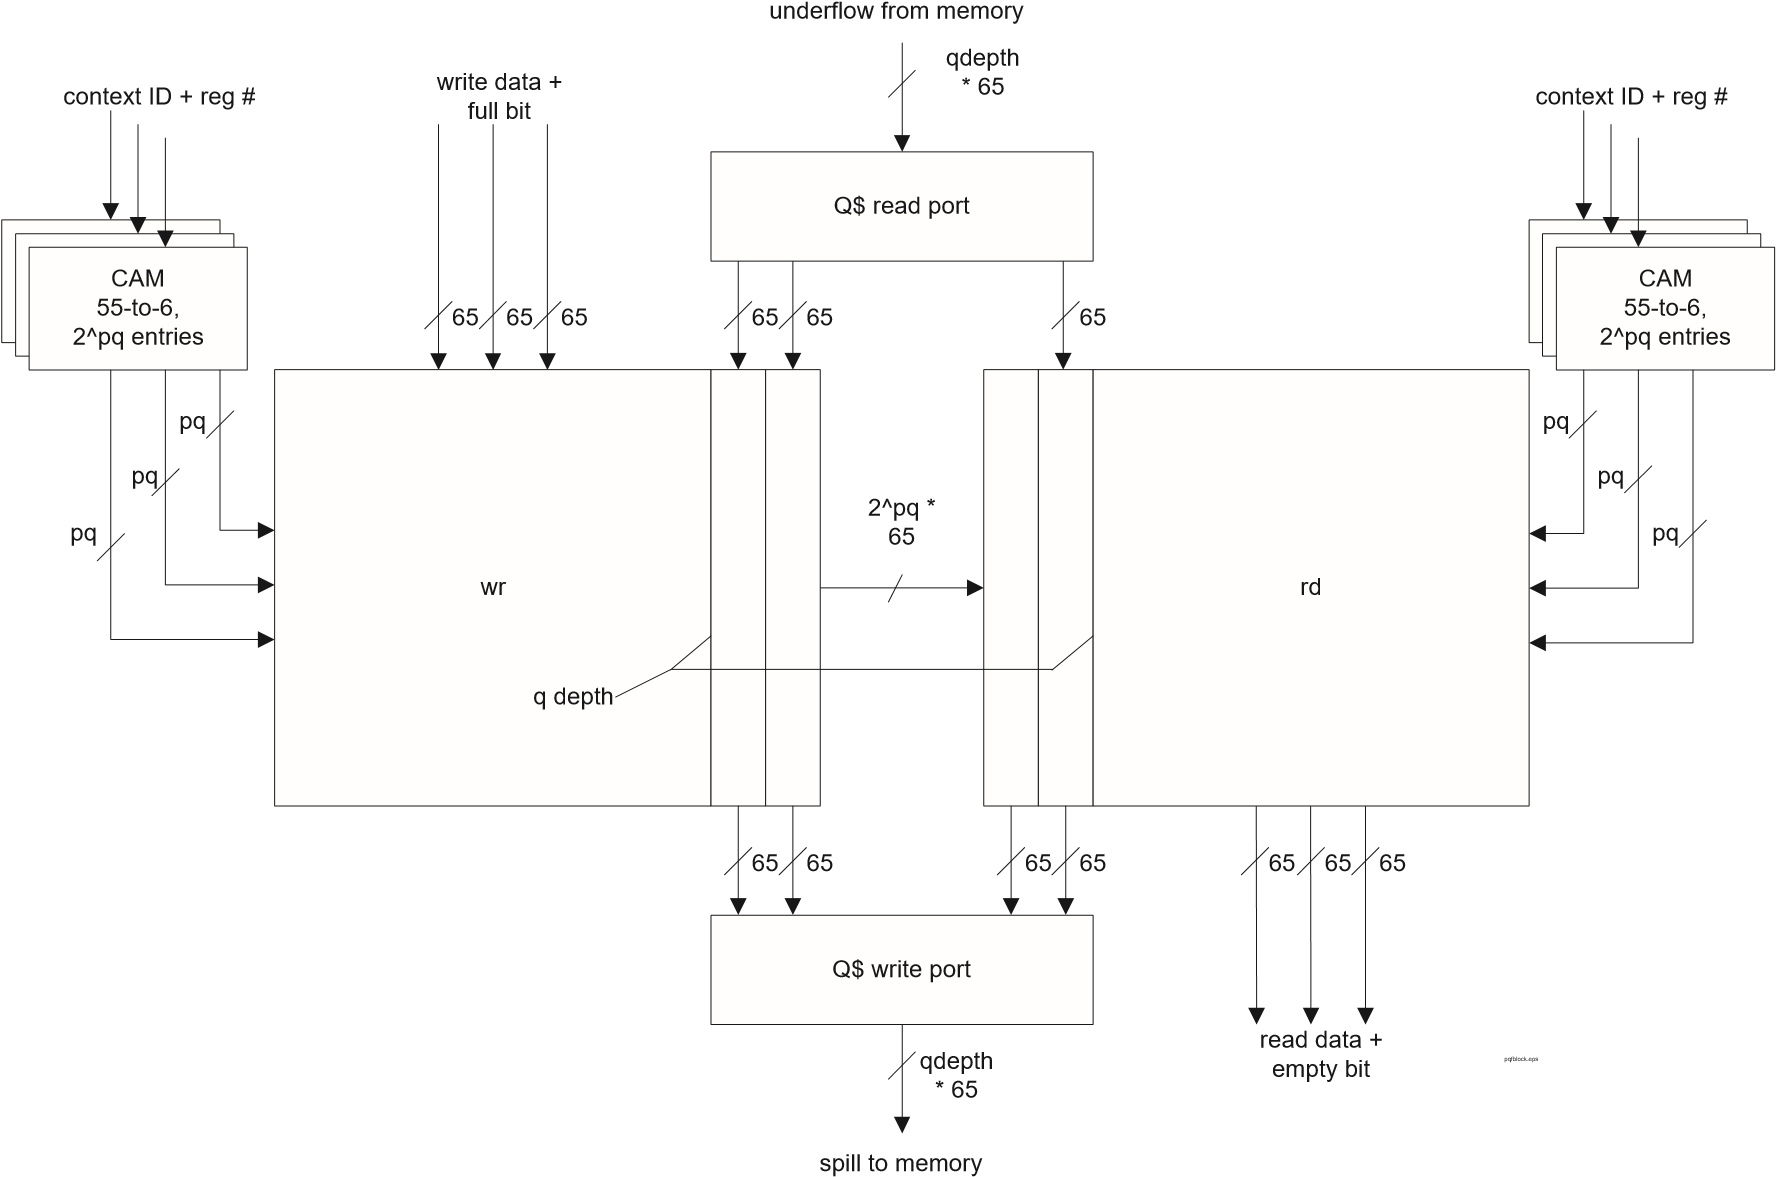 underflow from memory
qdepth
* 65
write data +
full bit
context ID + reg #
context ID + reg #
Q$ read port
CAM
55-to-6,
2^pq entries
CAM
55-to-6,
2^pq entries
65
65
65
65
65
65
pq
pq
pq
pq
pq
pq
2^pq *
65
wr
rd
q depth
65
65
65
65
65
65
65
Q$ write port
read data +
empty bit
pqfblock.eps
qdepth
* 65
spill to memory